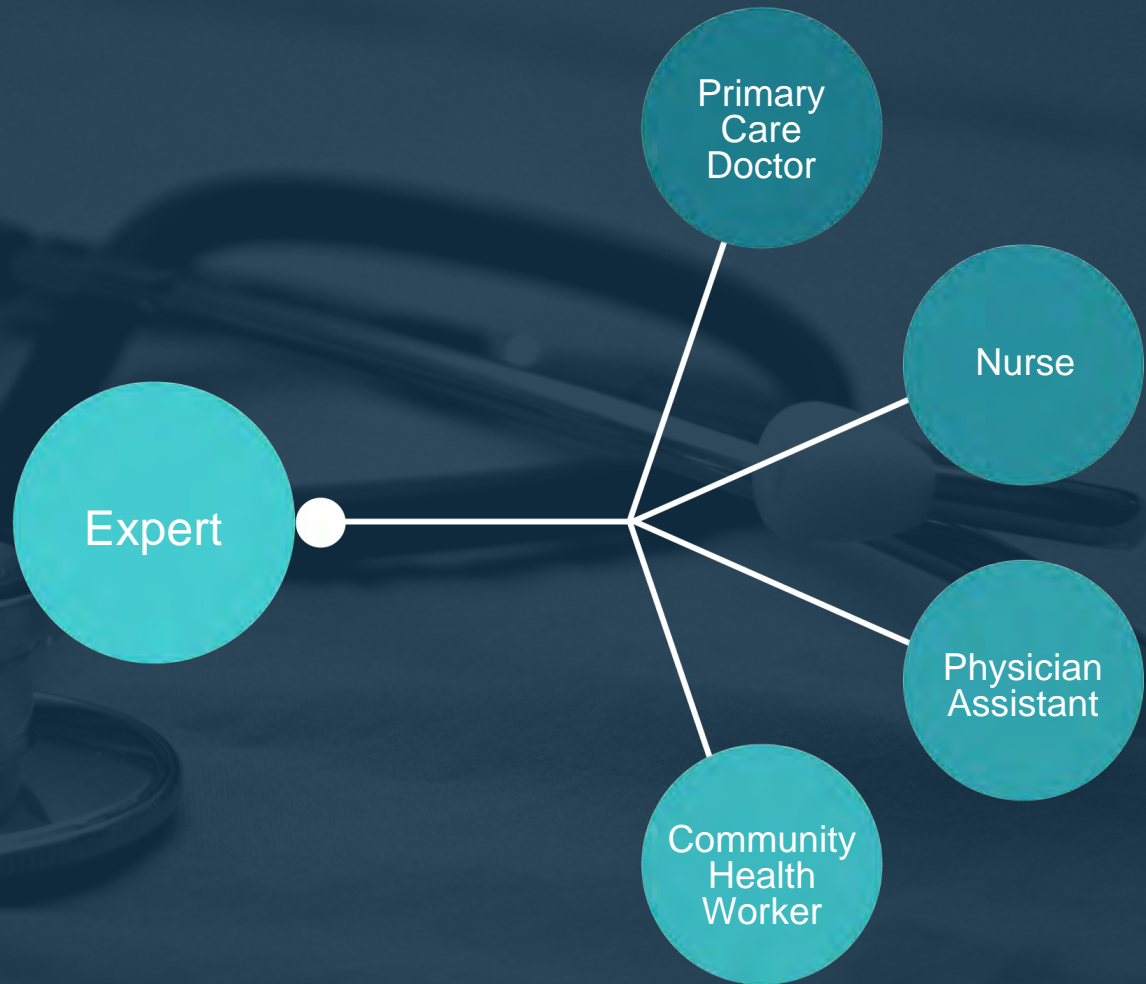 Primary
Care
Doctor
Nurse
Expert
Physician
Assistant
Community
Health
Worker